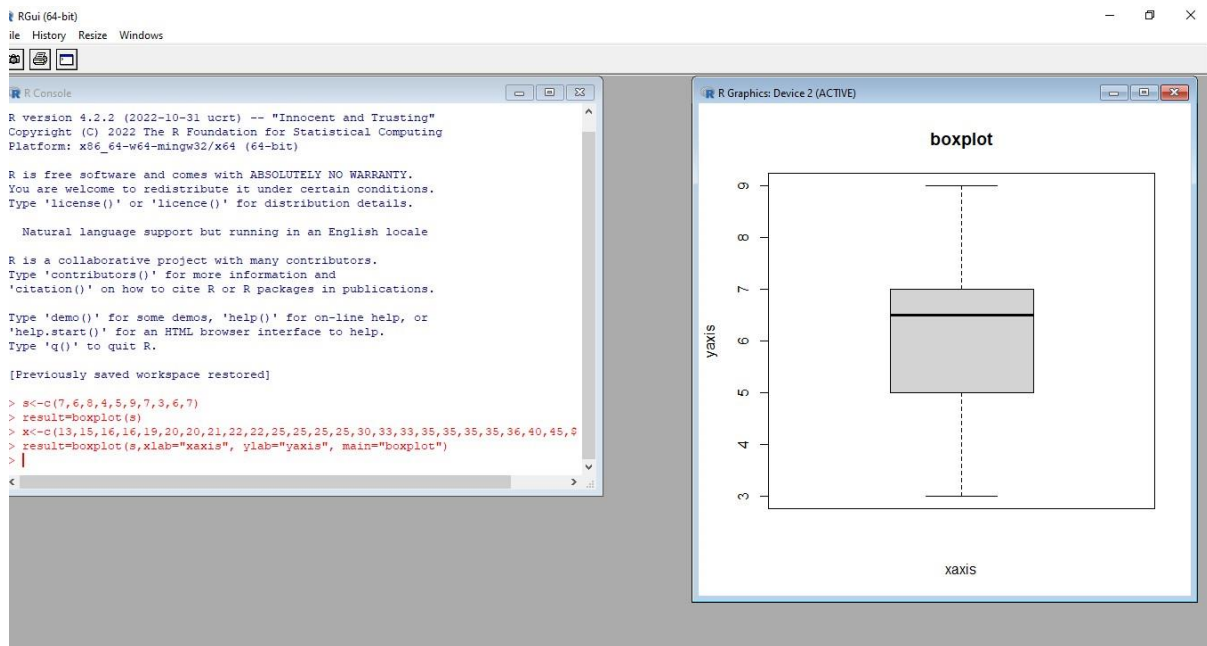 RGui (64-bit)
ile History Resize Windows
R Console
R version 4.2.2 (2022-10-31 ucrt) -- "Innocent and Trusting"
Copyright (C) 2022 The R Foundation for Statistical Computing
Platform: x86_64-w64-mingw32/x64 (64-bit)
R is free software and comes with ABSOLUTELY NO WARRANTY.
You are welcome to redistribute it under certain conditions.
Type 'license()' or 'licence()' for distribution details.
Natural language support but running in an English locale
R is a collaborative project with many contributors.
Type 'contributors()' for more information and
'citation()' on how to cite R or R packages in publications.
Type 'demo()' for some demos, 'help()' for on-line help, or
'help.start()' for an HTML browser interface to help.
Type 'q()' to quit R.
[Previously saved workspace restored]
> s<-c(7,6,8,4,5,9,7,3,6,7)
> result=boxplot(s)
> x<-c(13,15,16,16,19,20,20,21,22,22,25,25,25,25,30,33,33,35,35,35,35,36,40,45,$
> result=boxplot(s,xlab="xaxis", ylab="yaxis", main="boxplot")
>
R Graphics: Device 2 (ACTIVE)
boxplot
9
8
7
6
5
4
3
yaxis
xaxis